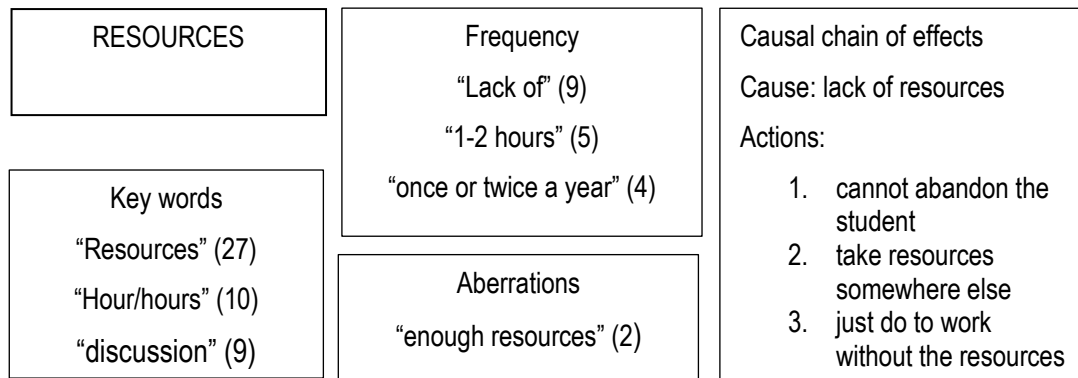 RESOURCES
Key words
“Resources” (27)
“Hour/hours” (10)
“discussion” (9)
Frequency
“Lack of” (9)
“1-2 hours” (5)
“once or twice a year” (4)
Aberrations
“enough resources” (2)
Causal chain of effects
Cause: lack of resources
Actions:
1. cannot abandon the
student
2. take resources
somewhere else
3. just do to work
without the resources